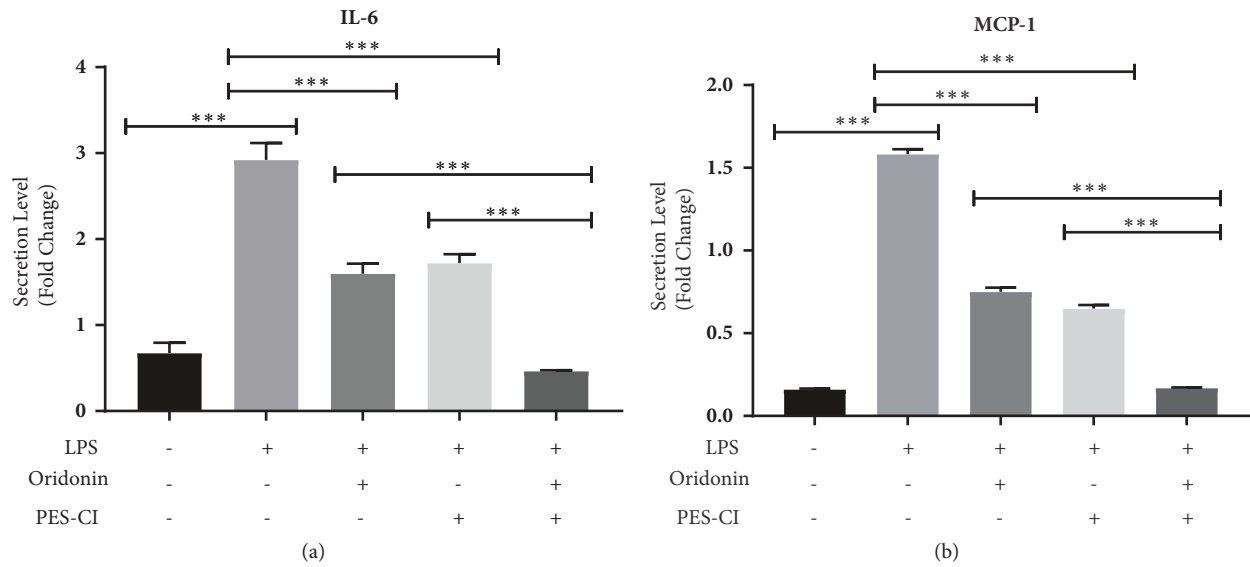 IL-6
Secretion Level
(Fold Change)
4
3
2
1
0
***
***
***
***
***
LPS - + + + +
Oridonin - - + - +
PES-CI - - - + +
(a)
MCP-1
Secretion Level
(Fold Change)
2.0
1.5
1.0
0.5
0.0
***
***
***
***
***
LPS - + + + +
Oridonin - - + - +
PES-CI - - - + +
(b)